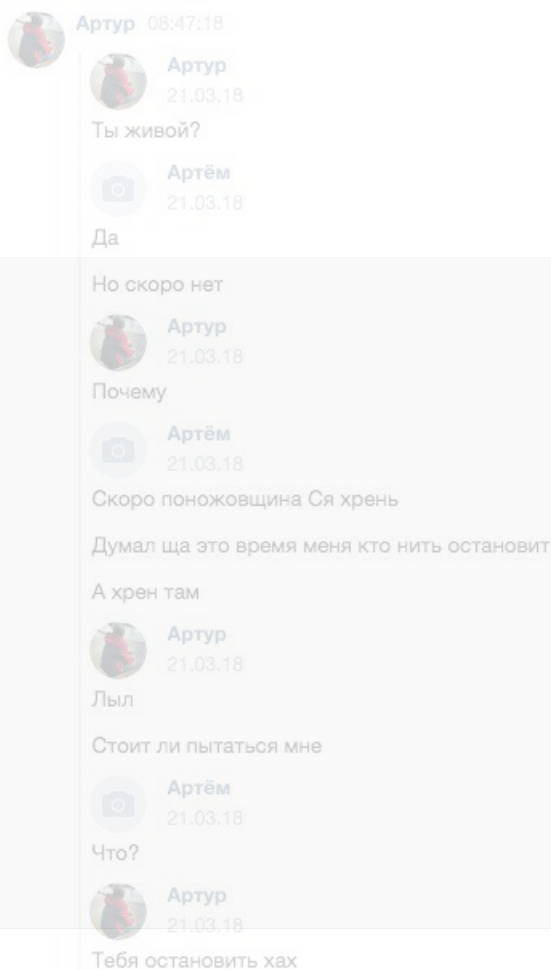 Артур 08:47:18
Артур
21.03.18
Ты живой?
Артём
21.03.18
Да
Но скоро нет
Артур
21.03.18
Почему
Артём
21.03.18
Скоро поножовщина Ся хрень
Думал ща это время меня кто нить остановит
А хрен там
Артур
21.03.18
Лыл
Стоит ли пытаться мне
Артём
21.03.18
Что?
Артур
21.03.18
Тебя остановить хах